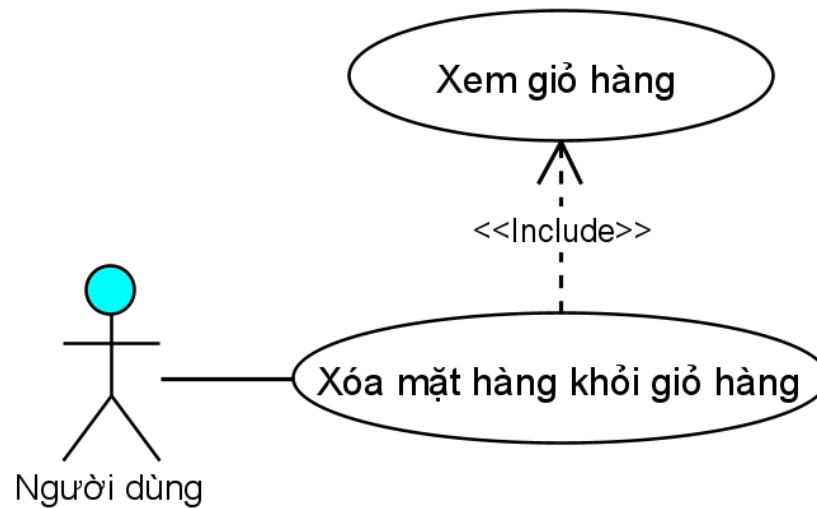 Xem giỏ hàng
<<Include>>
Xóa mặt hàng khỏi giỏ hàng
Người dùng